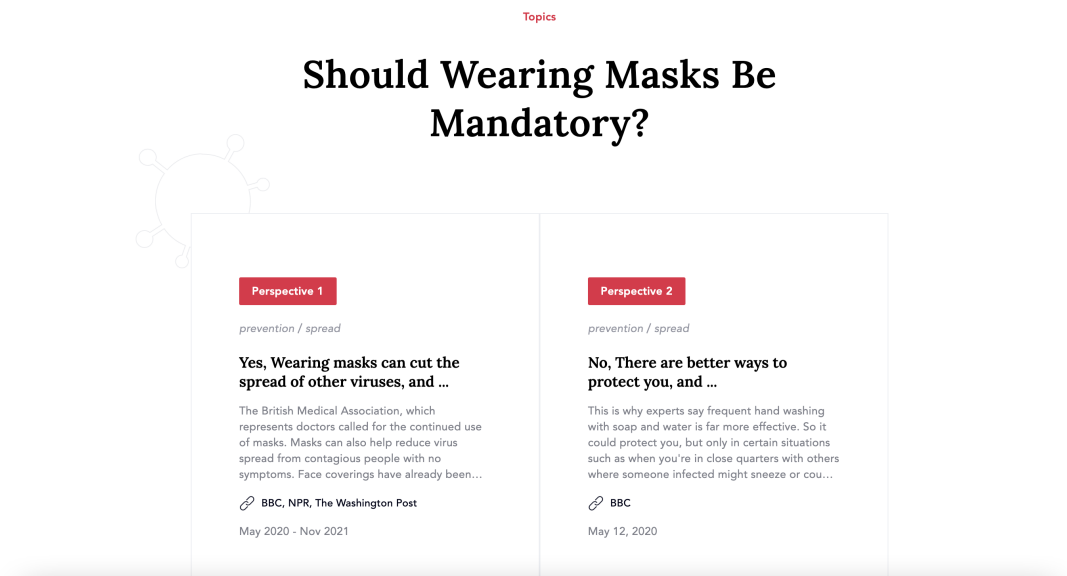 Topics
Should Wearing Masks Be
Mandatory?
Perspective 1
prevention / spread
Yes, Wearing masks can cut the
spread of other viruses, and ...
The British Medical Association, which
represents doctors called for the continued use
of masks. Masks can also help reduce virus
spread from contagious people with no
symptoms. Face coverings have already been...
BBC, NPR, The Washington Post
May 2020 - Nov 2021
Perspective 2
prevention / spread
No, There are better ways to
protect you, and ...
This is why experts say frequent hand washing
with soap and water is far more effective. So it
could protect you, but only in certain situations
such as when you're in close quarters with others
where someone infected might sneeze or cou...
BBC
May 12, 2020